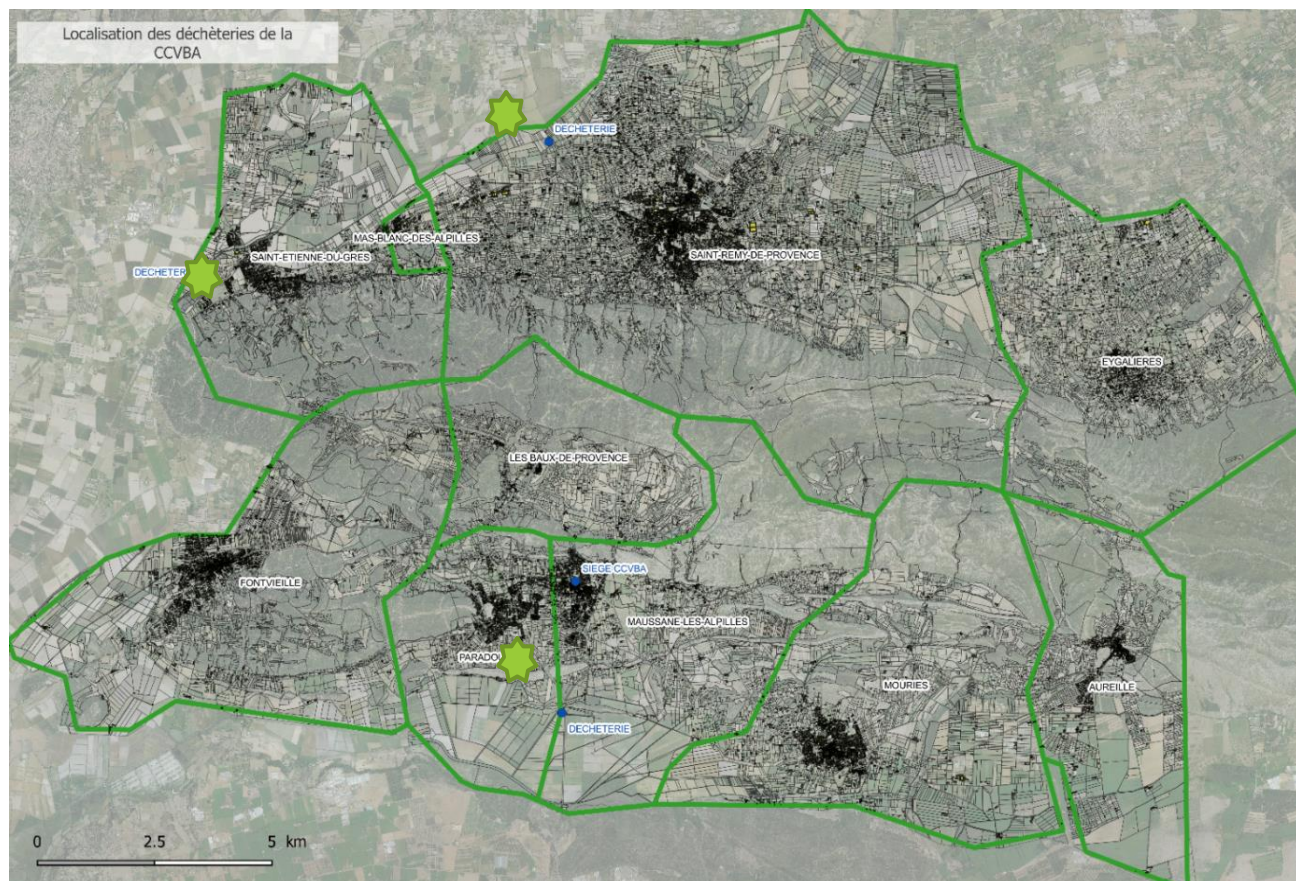 Localisation des déchèteries de la
CCVBA
DECHETERIE
MAS-BLANC-DES-ALPILLES
SAINT-ETIENNE-DU-GRES
SAINT-REMY-DE-PROVENCE
DECHETER
EYGALIERES
LES BAUX-DE-PROVENCE
SIEGE CCVBA
FONTVIEILLE
MAUSSANE-LES-ALPILLES
PARADOU
MOURIES
AUREILLE
DECHETERIE
0 2.5 5 km